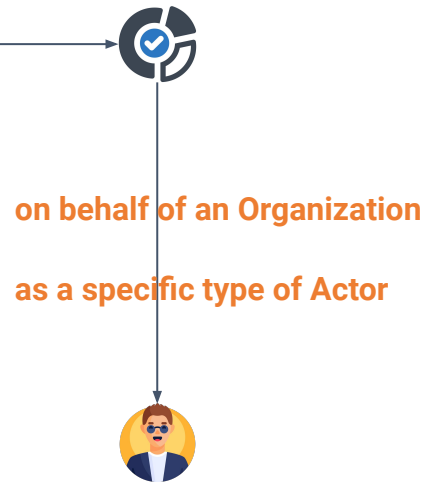 on behalf of an Organization
as a specific type of Actor